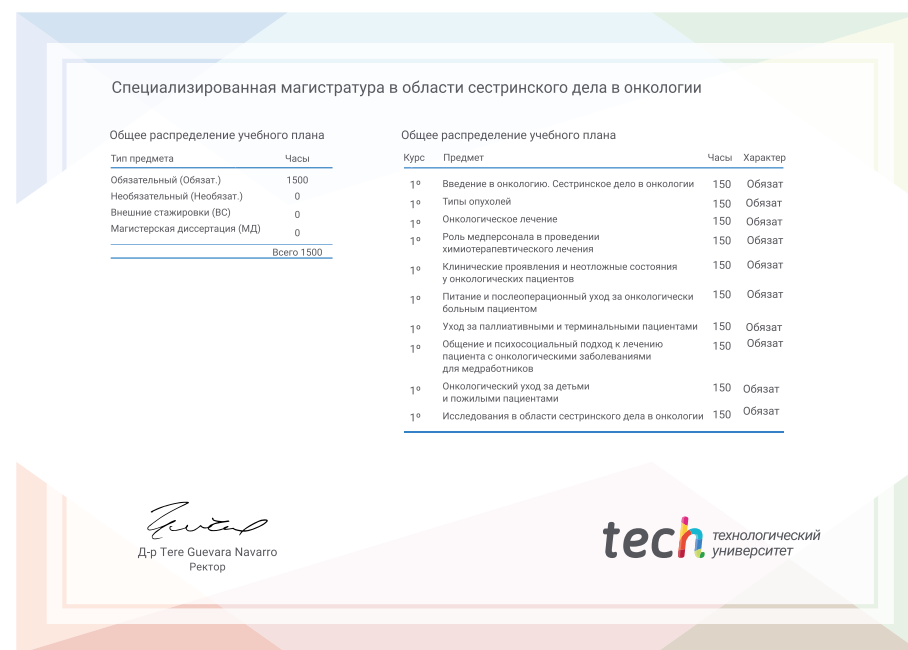 Специализированная магистратура в области сестринского дела в онкологии
Общее распределение учебного плана
Тип предмета Часы
Обязательный (Обязат.) 1500
Необязательный (Необязат.) 0
Внешние стажировки (ВС) 0
Магистерская диссертация (МД) 0
Всего 1500
Общее распределение учебного плана
Курс Предмет Часы Характер
1º Введение в онкологию. Сестринское дело в онкологии 150 Обязат
1º Типы опухолей 150 Обязат
1º Онкологическое лечение 150 Обязат
1º Роль медперсонала в проведении 150 Обязат
химиотерапевтического лечения
1º Клинические проявления и неотложные состояния 150 Обязат
у онкологических пациентов
1º Питание и послеоперационный уход за онкологически 150 Обязат
больным пациентом
1º Уход за паллиативными и терминальными пациентами 150 Обязат
1º Общение и психосоциальный подход к лечению 150 Обязат
пациента с онкологическими заболеваниями
для медработников
1º Онкологический уход за детьми 150 Обязат
и пожилыми пациентами
1º Исследования в области сестринского дела в онкологии 150 Обязат
Д-р Tere Guevara Navarro
Ректор
tech технологический
университет